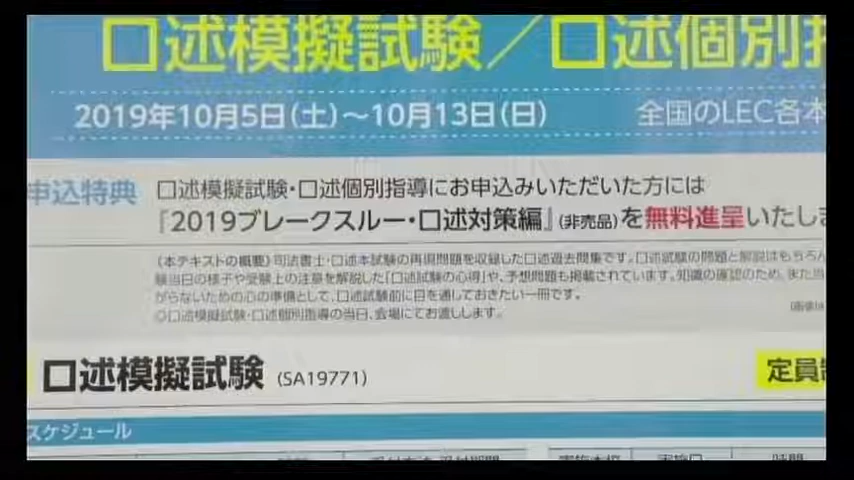 口述模擬試験／口述個別指
2019年10月5日(土)～10月13日(日) 全国のLEC各本
申込特典
口述模擬試験・口述個別指導にお申込みいただいた方には
『2019ブレークスルー・口述対策編』(非売品)を無料進呈いたしま
《本テキストの概要》司法書士・口述本試験の再現問題を収録した口述過去問集です。口述試験の問題と解説はもちろん
験当日の様子や受験上の注意を解説した「口述試験の心得」や、予想問題も掲載されています。知識の確認のため、また当
がらないための心の準備として、口述試験前に目を通しておきたい一冊です。
◎口述模擬試験・口述個別指導の当日、会場にてお渡しします。
口述模擬試験 (SA19771) 定員
スケジュール